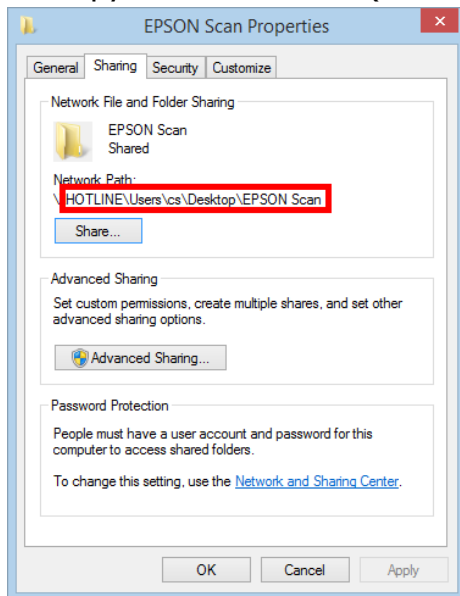 EPSON Scan Properties
General Sharing Security Customize
Network File and Folder Sharing
EPSON Scan
Shared
Network Path:
\HOTLINE\Users\cs\Desktop\EPSON Scan
Share...
Advanced Sharing
Set custom permissions, create multiple shares, and set other
advanced sharing options.
Advanced Sharing...
Password Protection
People must have a user account and password for this
computer to access shared folders.
To change this setting, use the Network and Sharing Center.
OK Cancel Apply